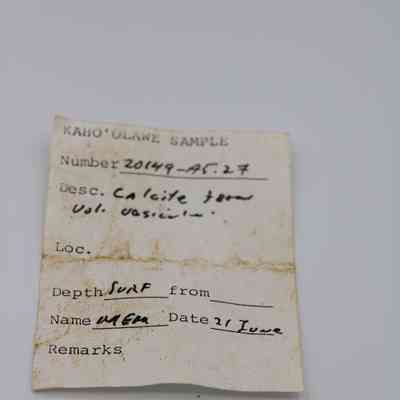 KAHO'OLAWE SAMPLE
Number 20149-A5.27
Desc. Calcite from
vol. vesicular
Loc.
Depth SURF from
Name MEM Date 21 June
Remarks